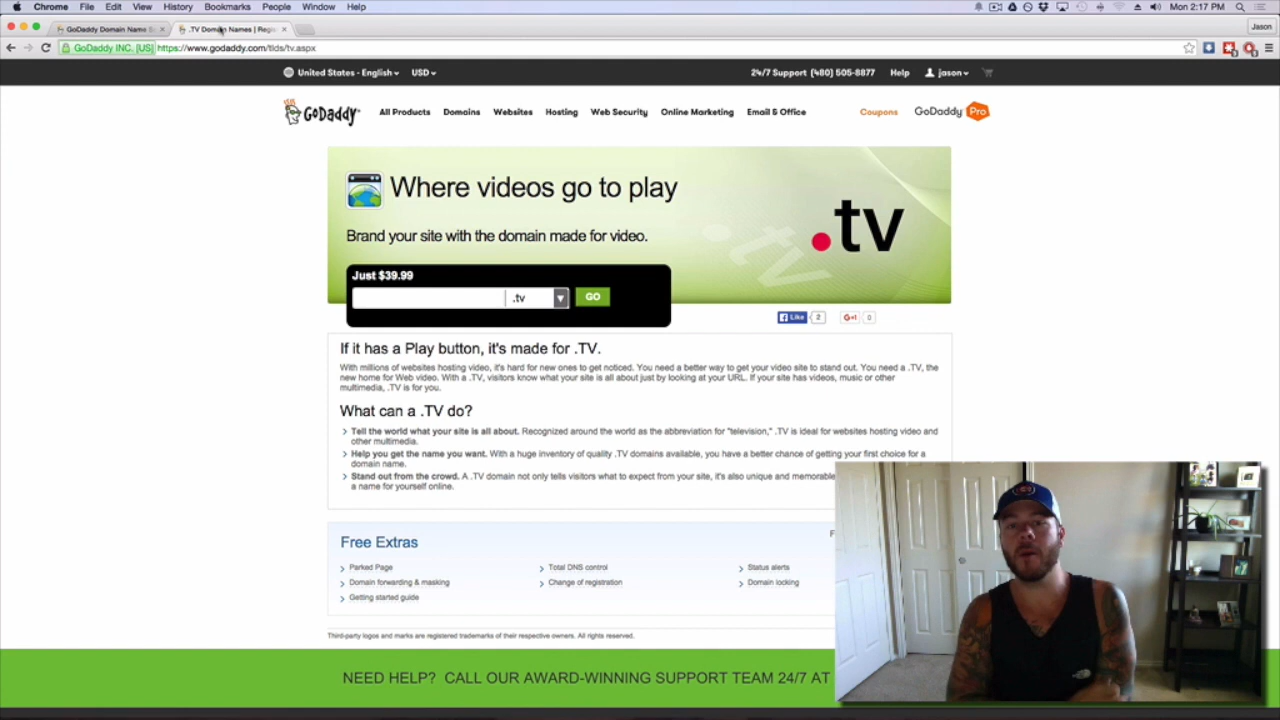 Chrome File Edit View History Bookmarks People Window Help
Mon 2:17 PM
GoDaddy Domain Name S
.TV Domain Names | Regis
Jason
GoDaddy INC. [US] https://www.godaddy.com/tlds/tv.aspx
United States - English USD
24/7 Support (480) 505-8877 Help jason
GoDaddy All Products Domains Websites Hosting Web Security Online Marketing Email & Office Coupons GoDaddy Pro
Where videos go to play
Brand your site with the domain made for video.
.tv
.tv
Just $39.99
.tv GO
Like 2 G+1 0
If it has a Play button, it's made for .TV.
With millions of websites hosting video, it's hard for new ones to get noticed. You need a better way to get your video site to stand out. You need a .TV, the
new home for Web video. With a .TV, visitors know what your site is all about just by looking at your URL. If your site has videos, music or other
multimedia, .TV is for you.
What can a .TV do?
Tell the world what your site is all about. Recognized around the world as the abbreviation for "television," .TV is ideal for websites hosting video and
other multimedia.
Help you get the name you want. With a huge inventory of quality .TV domains available, you have a better chance of getting your first choice for a
domain name.
Stand out from the crowd. A .TV domain not only tells visitors what to expect from your site, it's also unique and memorable
a name for yourself online.
Free Extras
F
Parked Page Total DNS control Status alerts
Domain forwarding & masking Change of registration Domain locking
Getting started guide
Third-party logos and marks are registered trademarks of their respective owners. All rights reserved.
NEED HELP? CALL OUR AWARD-WINNING SUPPORT TEAM 24/7 AT